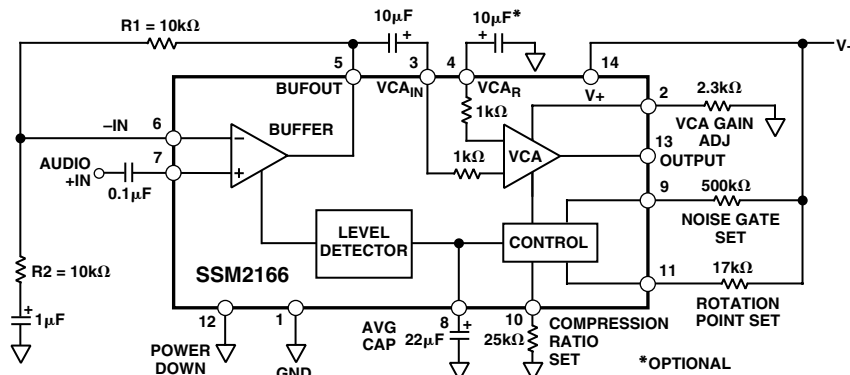 R1 = 10kΩ
10μF
+
10μF*
+
5
3
4
14
V+
BUFOUT
VCAIN
VCAR
V+
2
2.3kΩ
VCA GAIN
ADJ
–IN
6
BUFFER
1kΩ
–
VCA
13
OUTPUT
AUDIO
+IN
7
+
1kΩ
0.1μF
9
500kΩ
NOISE GATE
SET
LEVEL
DETECTOR
CONTROL
R2 = 10kΩ
SSM2166
11
17kΩ
ROTATION
POINT SET
+
1μF
12
1
AVG
CAP
8
+
22μF
10
25kΩ
COMPRESSION
RATIO
SET
POWER
DOWN
GND
*OPTIONAL